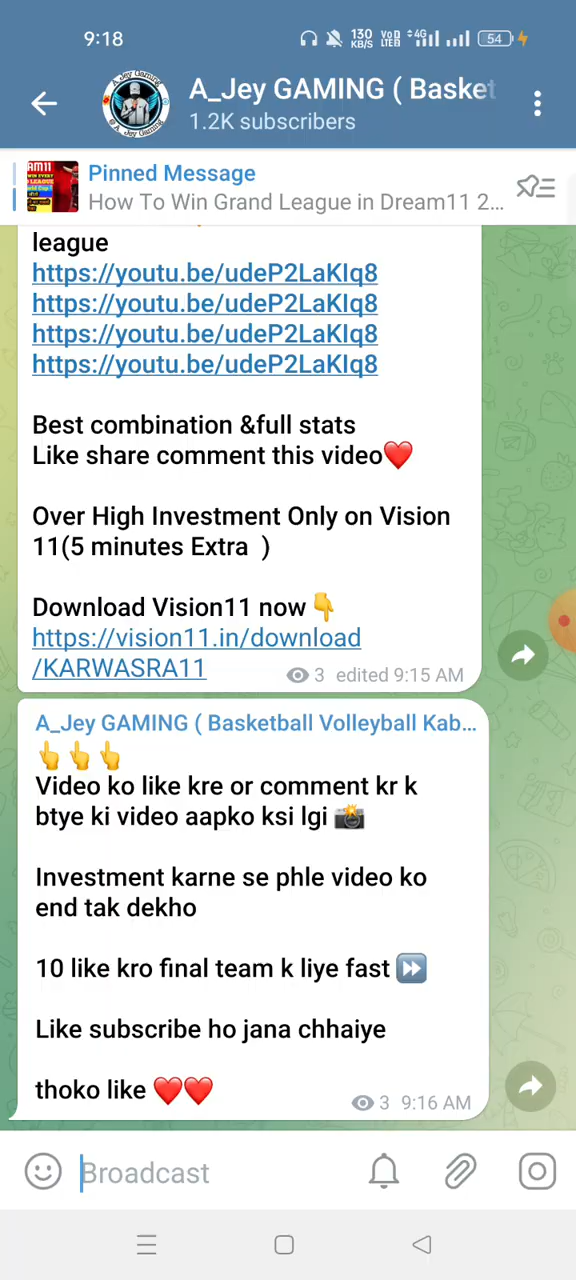 9:18
130 KB/S
VoD LTEB
4G
54
A_Jey GAMING ( Basket
1.2K subscribers
Pinned Message
How To Win Grand League in Dream11 2...
league
https://youtu.be/udeP2LaKIq8
https://youtu.be/udeP2LaKIq8
https://youtu.be/udeP2LaKIq8
https://youtu.be/udeP2LaKIq8
Best combination &full stats
Like share comment this video❤️
Over High Investment Only on Vision
11(5 minutes Extra  )
Download Vision11 now👇
https://vision11.in/download
/KARWASRA11
3 edited 9:15 AM
A_Jey GAMING ( Basketball Volleyball Kab...
👆👆👆
Video ko like kre or comment kr k
btye ki video aapko ksi lgi 📸
Investment karne se phle video ko
end tak dekho
10 like kro final team k liye fast ⏩
Like subscribe ho jana chhaiye
thoko like ❤️❤️
3 9:16 AM
Broadcast